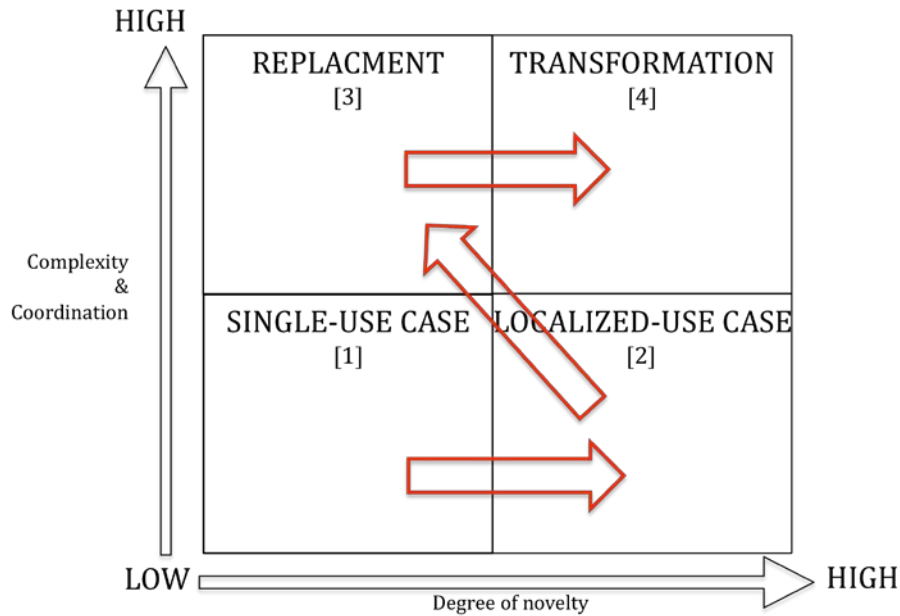 HIGH
REPLACMENT
[3]
TRANSFORMATION
[4]
Complexity
&
Coordination
SINGLE-USE CASE
[1]
LOCALIZED-USE CASE
[2]
LOW
Degree of novelty
HIGH